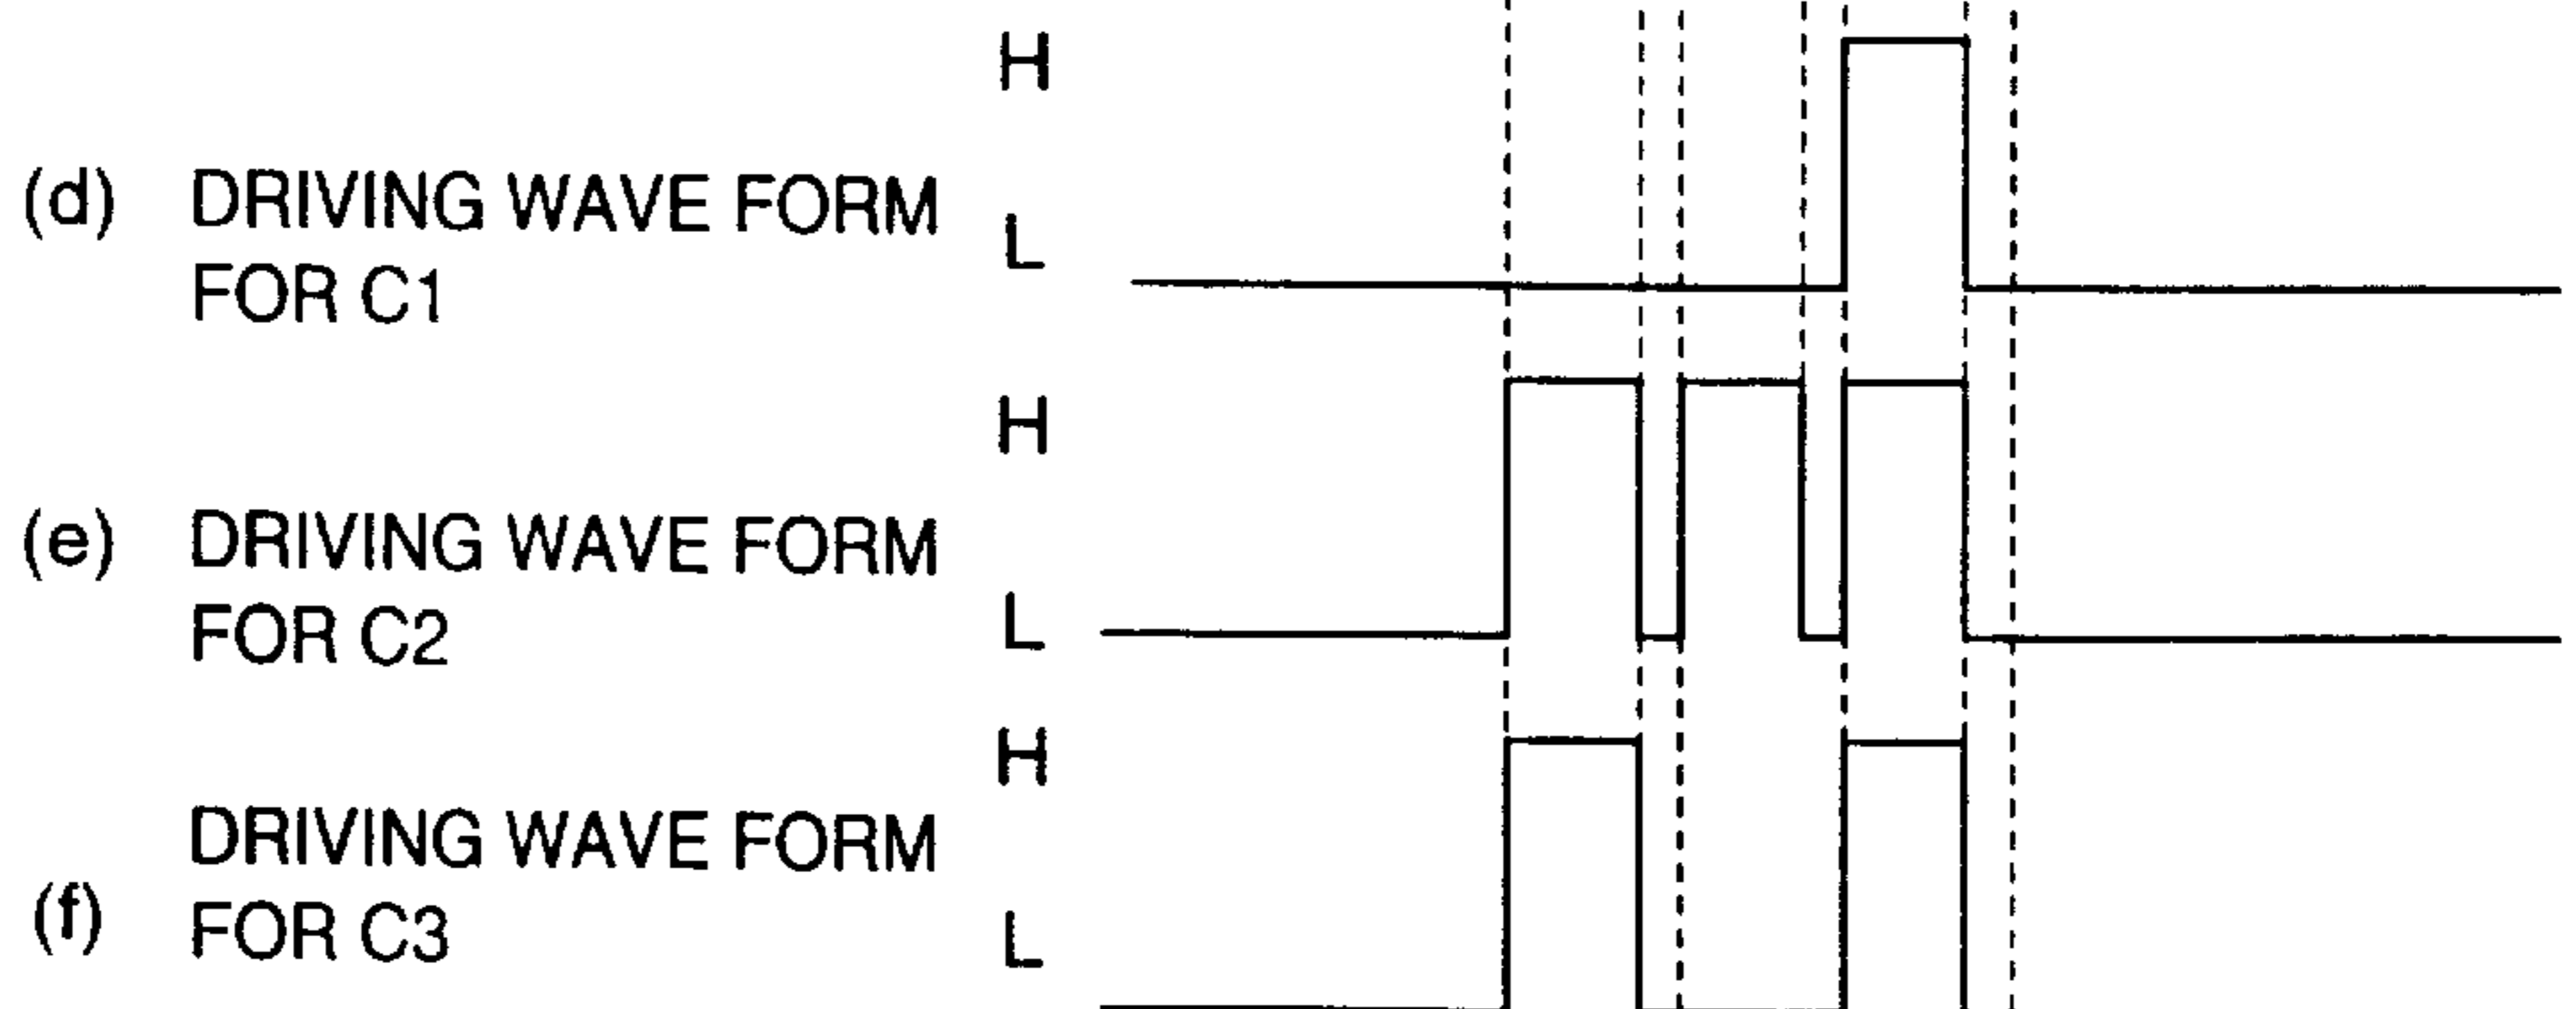 H
(d) DRIVING WAVE FORM
L
FOR C1
H
(e) DRIVING WAVE FORM
L
FOR C2
H
DRIVING WAVE FORM
(f) FOR C3
L